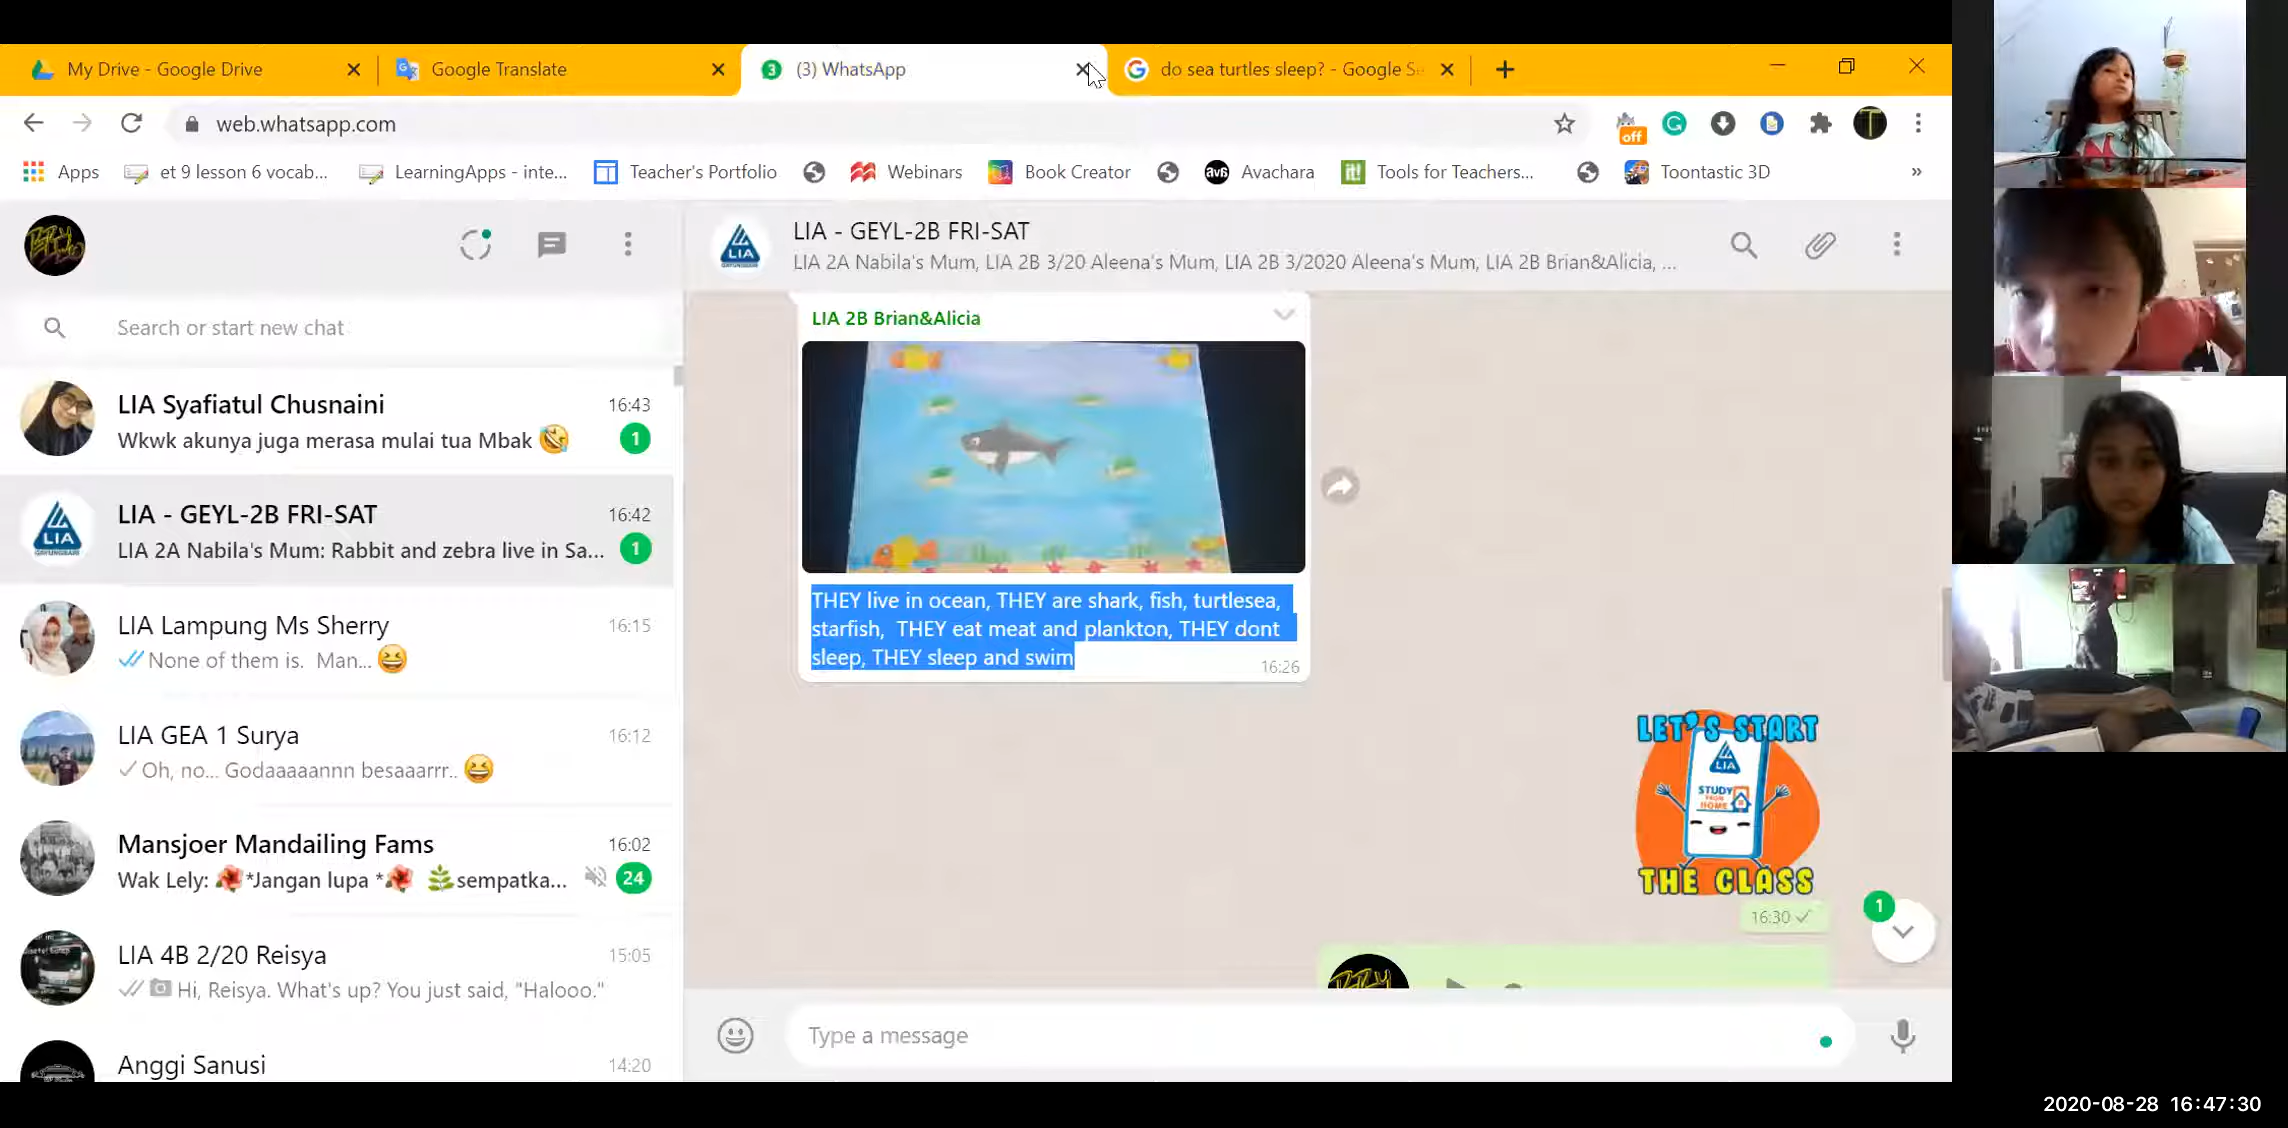 My Drive - Google Drive
Google Translate
3 (3) WhatsApp
do sea turtles sleep? - Google Se
web.whatsapp.com
off
T
Apps
et 9 lesson 6 vocab...
LearningApps - inte...
Teacher's Portfolio
Webinars
Book Creator
Avachara
it!
Tools for Teachers...
Toontastic 3D
»
LIA
LIA - GEYL-2B FRI-SAT
LIA 2A Nabila's Mum, LIA 2B 3/20 Aleena's Mum, LIA 2B 3/2020 Aleena's Mum, LIA 2B Brian&Alicia, ...
Search or start new chat
LIA Syafiatul Chusnaini 16:43
Wkwk akunya juga merasa mulai tua Mbak 🤣 1
LIA
LIA - GEYL-2B FRI-SAT 16:42
LIA 2A Nabila's Mum: Rabbit and zebra live in Sa... 1
LIA Lampung Ms Sherry 16:15
None of them is. Man... 😆
LIA GEA 1 Surya 16:12
Oh, no... Godaaaaannn besaaarrr.. 😆
Mansjoer Mandailing Fams 16:02
Wak Lely: 🌺*Jangan lupa *🌺 🌿sempatka... 24
LIA 4B 2/20 Reisya 15:05
Hi, Reisya. What's up? You just said, "Halooo."
Anggi Sanusi 14:20
LIA 2B Brian&Alicia
THEY live in ocean, THEY are shark, fish, turtlesea,
starfish, THEY eat meat and plankton, THEY dont
sleep, THEY sleep and swim
16:26
LET'S START
LIA
STUDY
FROM
HOME
THE CLASS
16:30
1
Type a message
2020-08-28 16:47:30